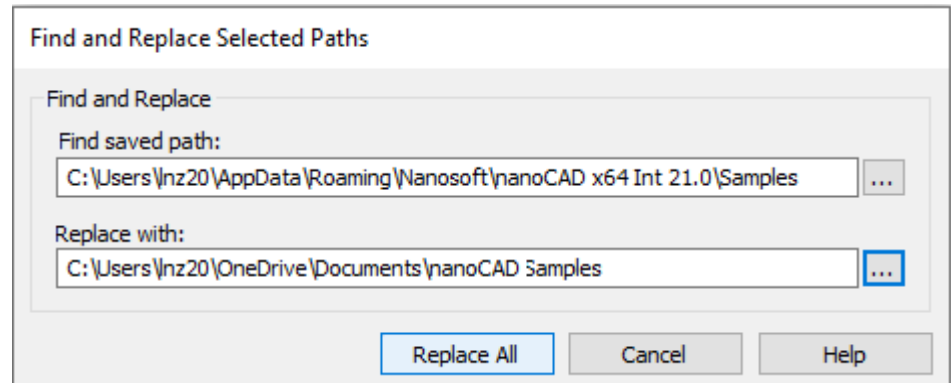 Find and Replace Selected Paths
Find and Replace
Find saved path:
C:\Users\lnz20\AppData\Roaming\Nanosoft\nanoCAD x64 Int 21.0\Samples
...
Replace with:
C:\Users\lnz20\OneDrive\Documents\nanoCAD Samples
...
Replace All
Cancel
Help